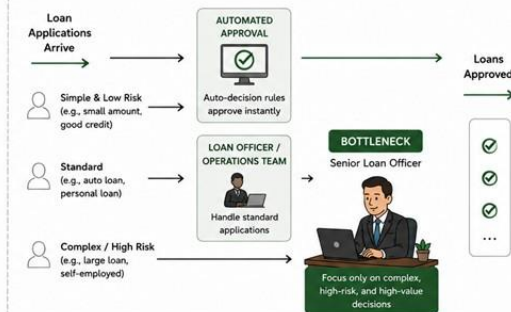 Loan
Applications
Arrive
AUTOMATED
APPROVAL
Auto-decision rules
approve instantly
Loans
Approved
Simple & Low Risk
(e.g., small amount,
good credit)
Standard
(e.g., auto loan,
personal loan)
LOAN OFFICER /
OPERATIONS TEAM
Handle standard
applications
BOTTLENECK
Senior Loan Officer
Complex / High Risk
(e.g., large loan,
self-employed)
Focus only on complex,
high-risk, and high-value
decisions
...